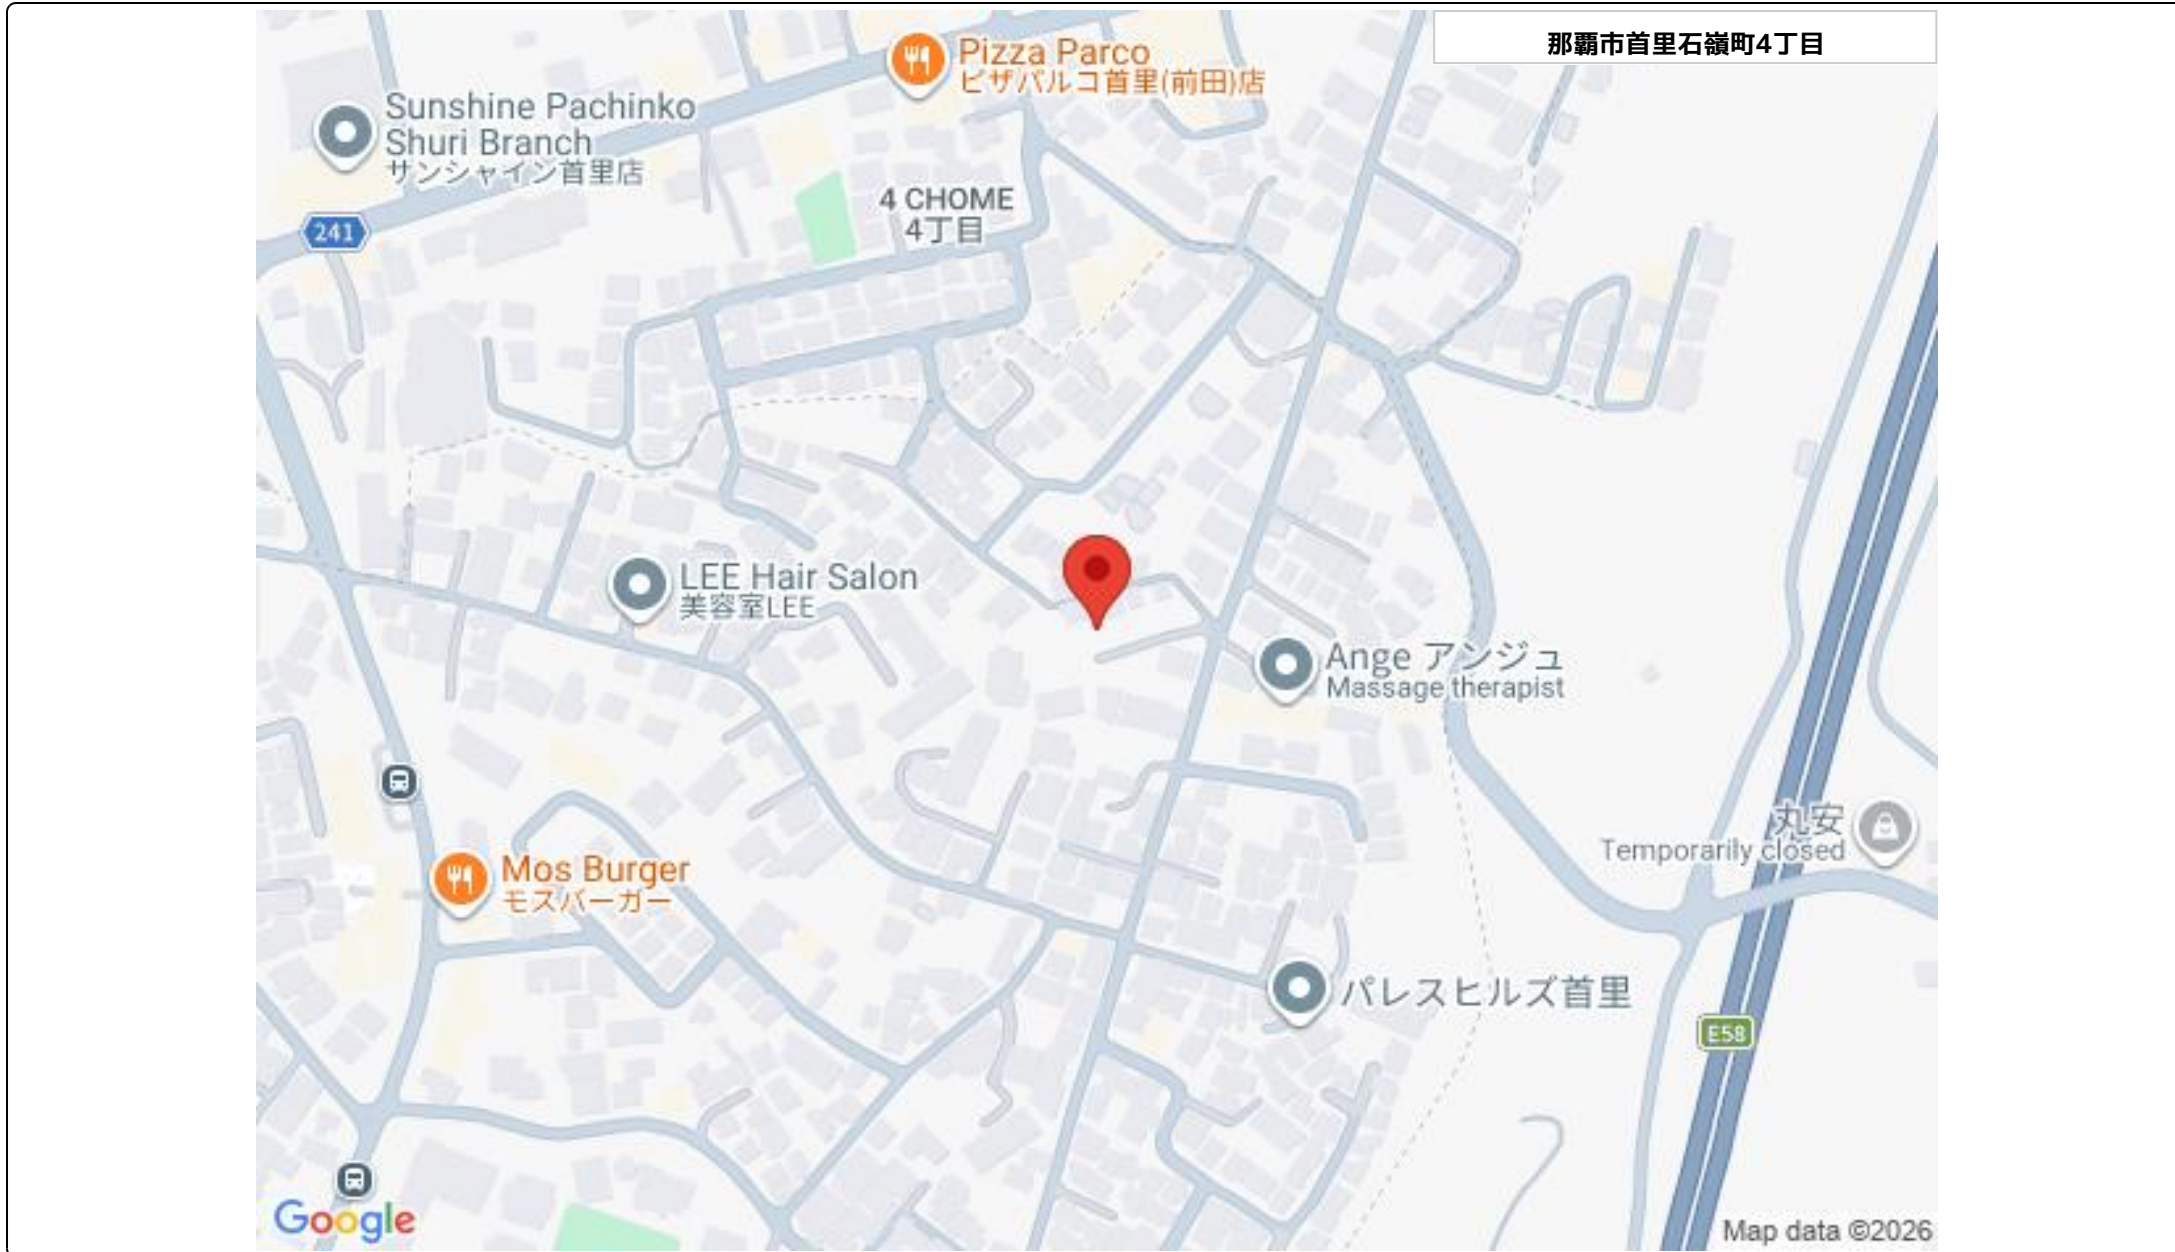 那覇市首里石嶺町4丁目
Pizza Parco
ピザパルコ首里(前田)店
Sunshine Pachinko
Shuri Branch
サンシャイン首里店
4 CHOME
4丁目
241
LEE Hair Salon
美容室LEE
Ange アンジュ
Massage therapist
丸安
Temporarily closed
Mos Burger
モスバーガー
パレスヒルズ首里
E58
Google
Map data ©2026